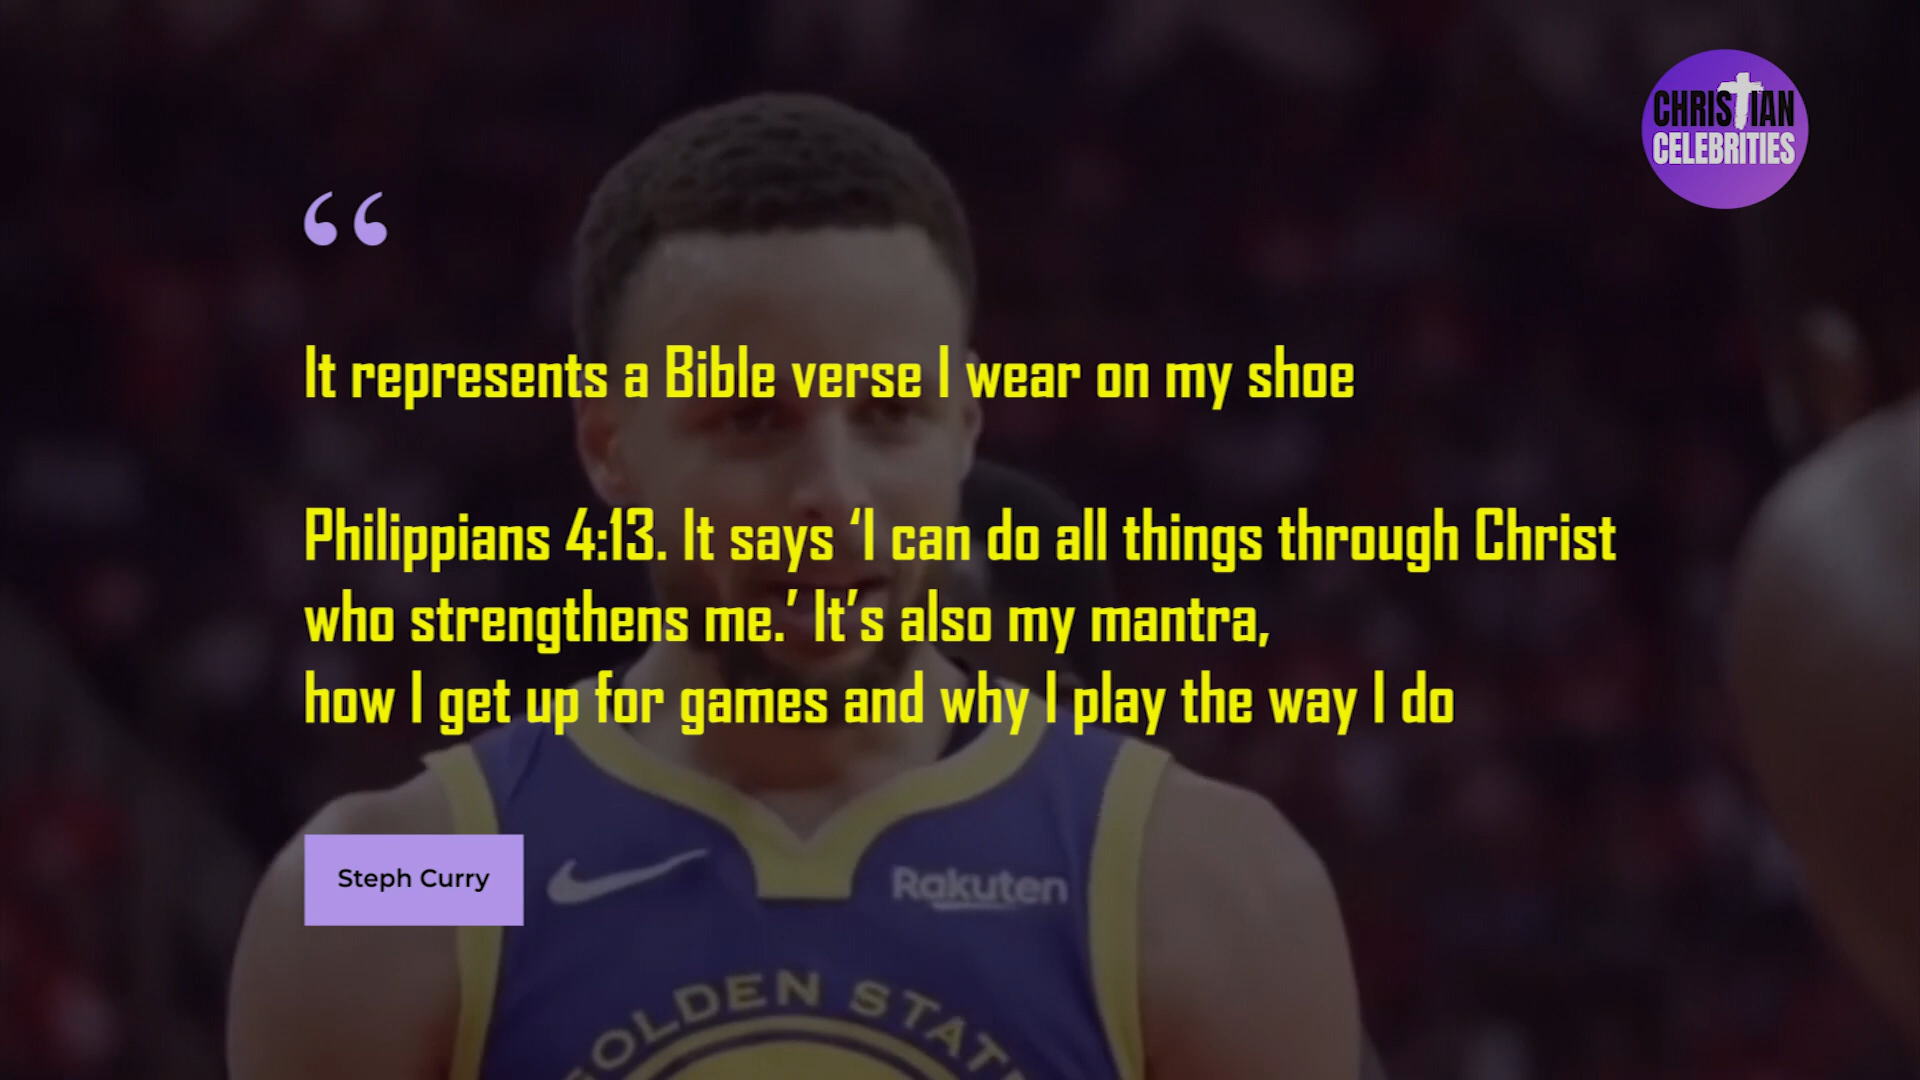 CHRISTIAN
CELEBRITIES
“
It represents a Bible verse I wear on my shoe
Philippians 4:13. It says ‘I can do all things through Christ
who strengthens me.’ It’s also my mantra,
how I get up for games and why I play the way I do
Steph Curry
Rakuten
GOLDEN STATE